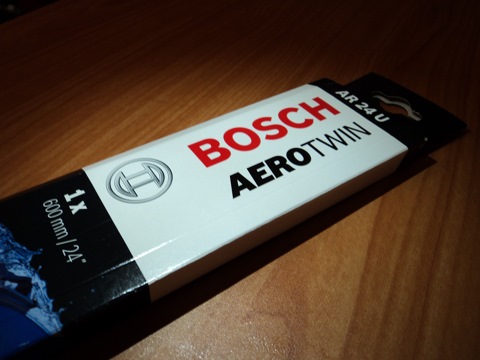 AR 24 U
BOSCH
AEROTWIN
1x
600 mm / 24"